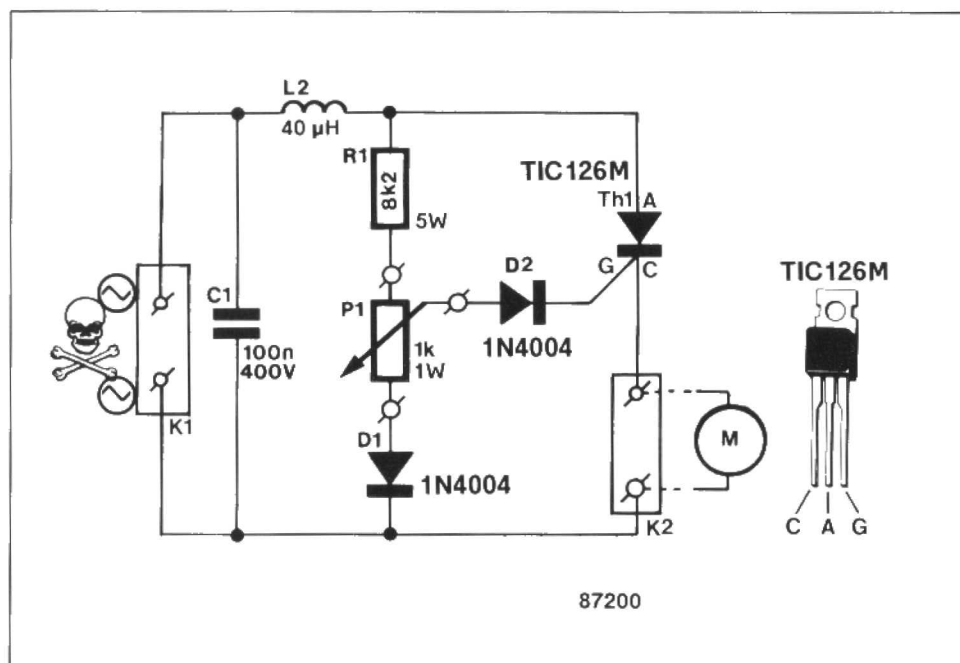 L2
40 µH
R1
8k2
5W
TIC126M
Th1 A
G C
D2
1N4004
TIC126M
C1
100n
400V
P1
1k
1W
K1
D1
1N4004
M
K2
C A G
87200